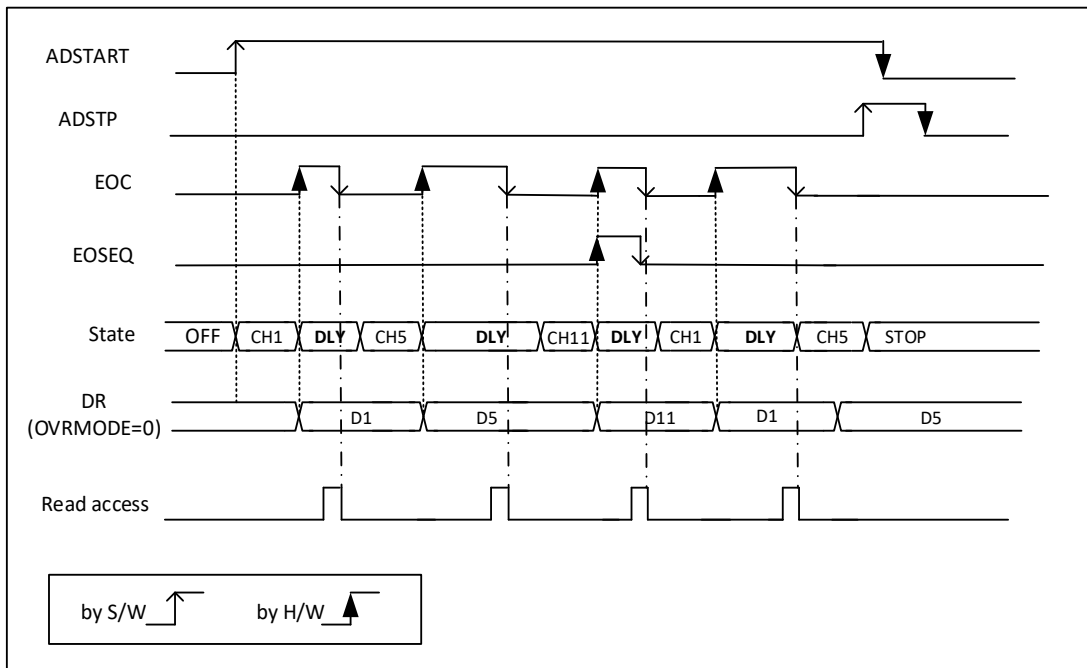 ADSTART
ADSTP
EOC
EOSEQ
State OFF CH1 DLY CH5 DLY CH11 DLY CH1 DLY CH5 STOP
DR
(OVRMODE=0) D1 D5 D11 D1 D5
Read access
by S/W by H/W